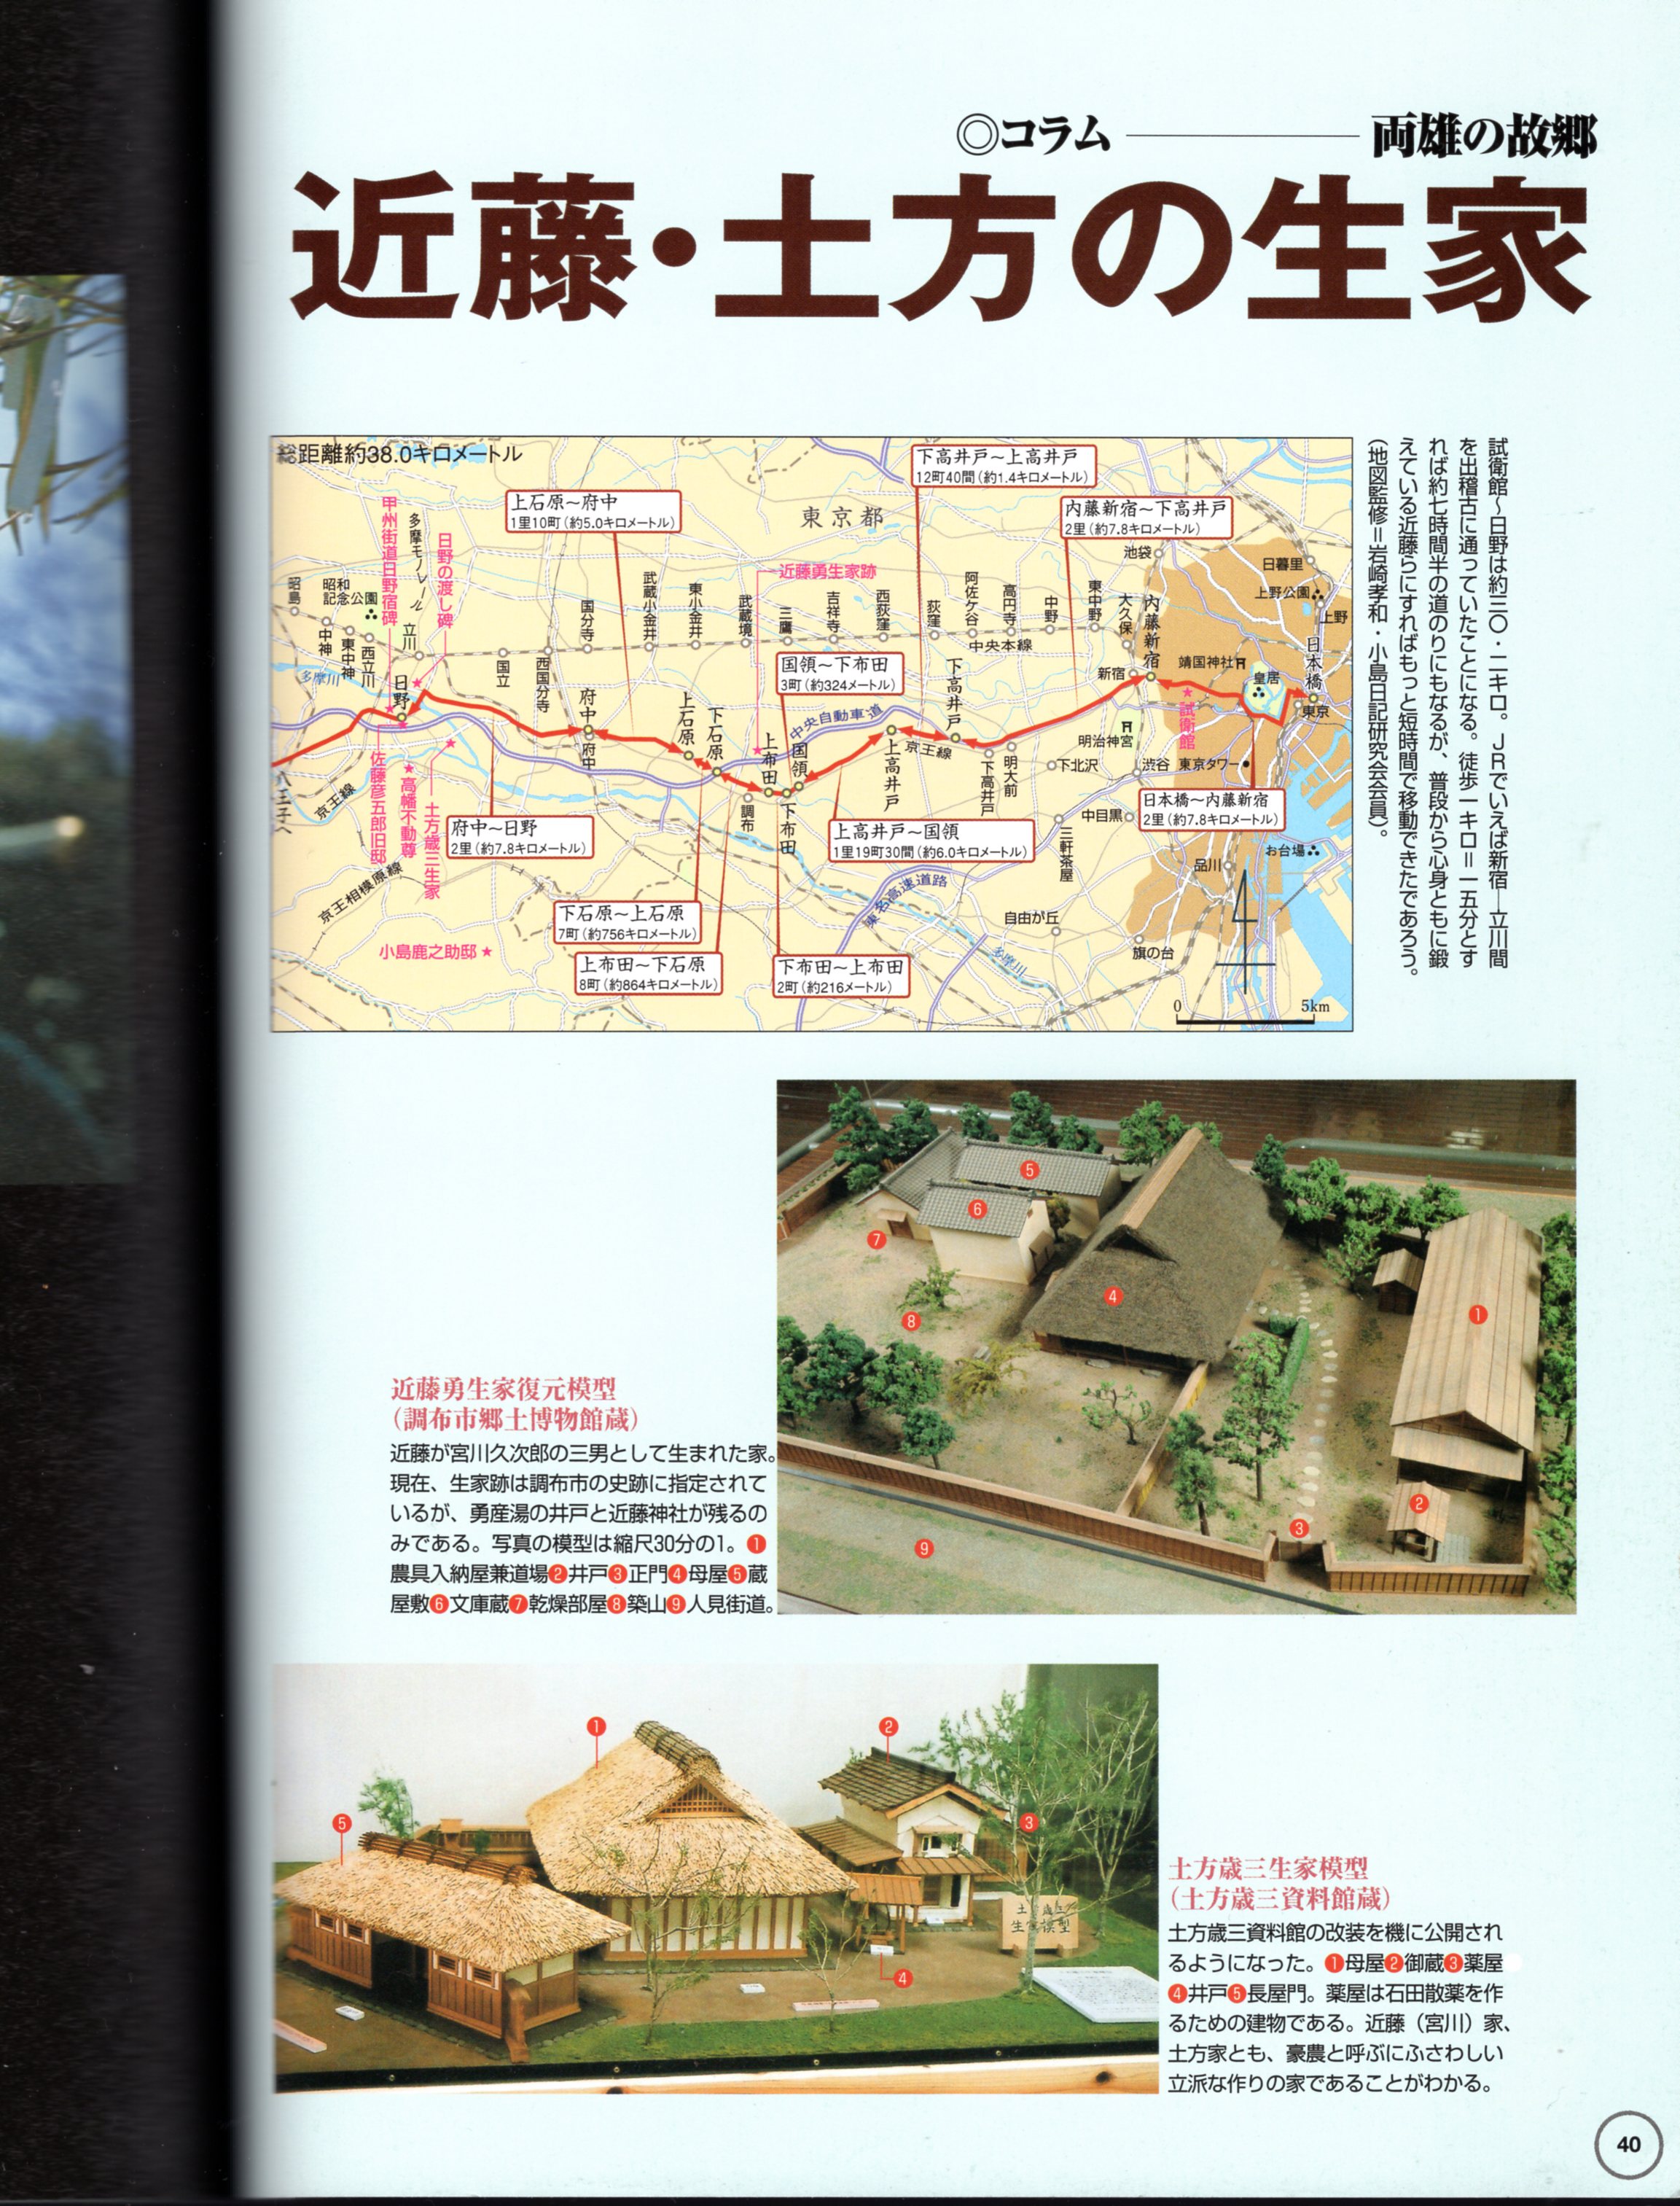 ◎コラム
両雄の故郷
近藤・土方の生家
試衛館〜日野は約三〇・二キロ。ＪＲでいえば新宿―立川間
を出稽古に通っていたことになる。徒歩一キロ＝一五分とす
れば約七時間半の道のりにもなるが、普段から心身ともに鍛
えている近藤らにすればもっと短時間で移動できたであろう。
（地図監修＝岩崎孝和・小島日記研究会会員）。
総距離約38.0キロメートル
下高井戸〜上高井戸
12町40間（約1.4キロメートル）
上石原〜府中
1里10町（約5.0キロメートル）
内藤新宿〜下高井戸
2里（約7.8キロメートル）
東京都
甲州街道日野宿碑
多摩モノレール
日野の渡し碑
近藤勇生家跡
池袋
日暮里
上野公園
上野
昭島
昭和
記念公園
中神
東中神
西立川
立川
国立
西国分寺
国分寺
武蔵小金井
東小金井
武蔵境
三鷹
吉祥寺
西荻窪
荻窪
阿佐ケ谷
高円寺
中野
東中野
大久保
内藤新宿
新宿
中央本線
靖国神社
皇居
日本橋
東京
試衛館
多摩川
日野
府中
府中
上石原
下石原
国領〜下布田
3町（約324メートル）
下高井戸
中央自動車道
上布田
国領
下布田
調布
上高井戸
京王線
下高井戸
明大前
明治神宮
下北沢
渋谷
東京タワー
八王子へ
京王線
佐藤彦五郎旧邸
高幡不動尊
土方歳三生家
府中〜日野
2里（約7.8キロメートル）
上高井戸〜国領
1里19町30間（約6.0キロメートル）
日本橋〜内藤新宿
2里（約7.8キロメートル）
中目黒
三軒茶屋
お台場
品川
京王相模原線
東名高速道路
下石原〜上石原
7町（約756キロメートル）
自由が丘
小島鹿之助邸
上布田〜下石原
8町（約864キロメートル）
下布田〜上布田
2町（約216メートル）
多摩川
旗の台
0
5km
5
6
7
4
1
8
2
3
9
近藤勇生家復元模型
（調布市郷土博物館蔵）
近藤が宮川久次郎の三男として生まれた家。
現在、生家跡は調布市の史跡に指定されて
いるが、勇産湯の井戸と近藤神社が残るの
みである。写真の模型は縮尺30分の1。❶
農具入納屋兼道場❷井戸❸正門❹母屋❺蔵
屋敷❻文庫蔵❼乾燥部屋❽築山❾人見街道。
1
2
5
3
土方歳三
生家模型
4
土方歳三生家模型
（土方歳三資料館蔵）
土方歳三資料館の改装を機に公開され
るようになった。❶母屋❷御蔵❸薬屋
❹井戸❺長屋門。薬屋は石田散薬を作
るための建物である。近藤（宮川）家、
土方家とも、豪農と呼ぶにふさわしい
立派な作りの家であることがわかる。
40